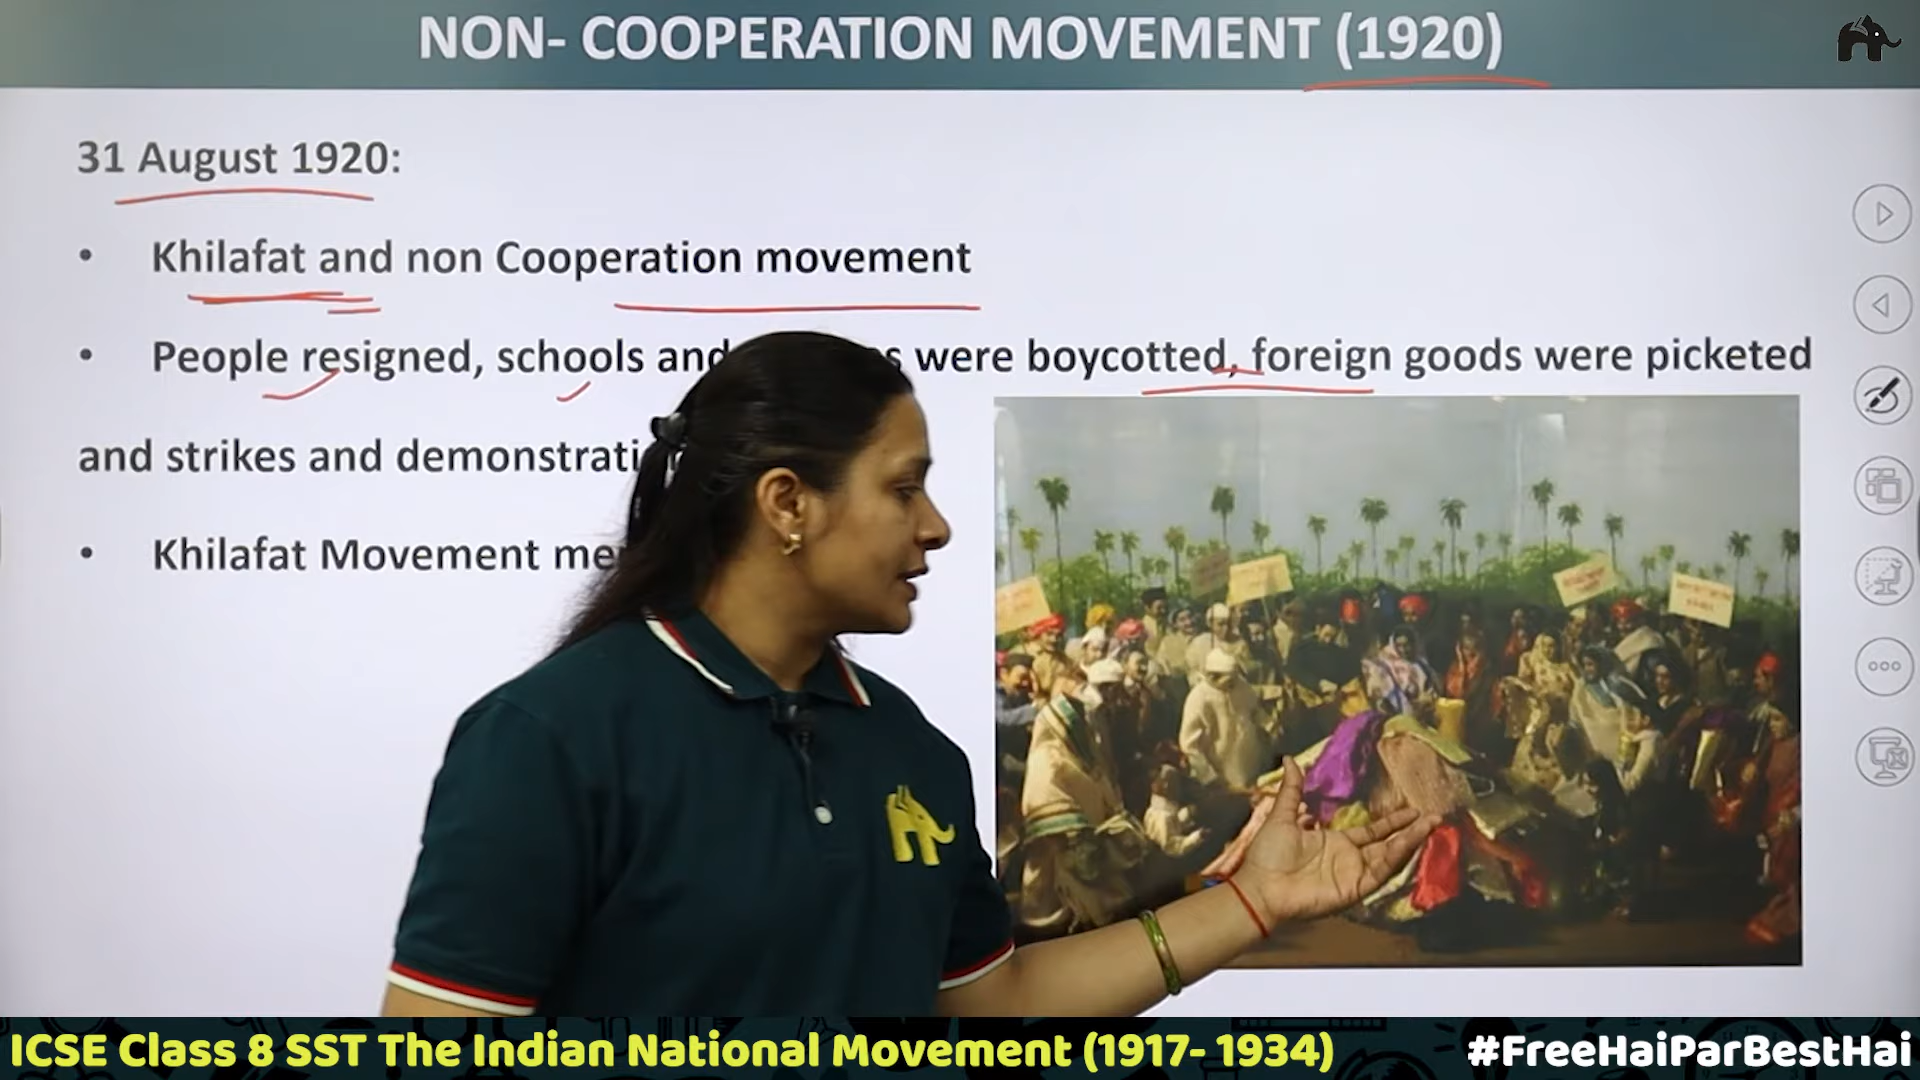 NON- COOPERATION MOVEMENT (1920)
31 August 1920:
• Khilafat and non Cooperation movement
• People resigned, schools and were boycotted, foreign goods were picketed
and strikes and
• Khilafat Movement
ICSE Class 8 SST The Indian National Movement (1917- 1934)
#FreeHaiParBestHai